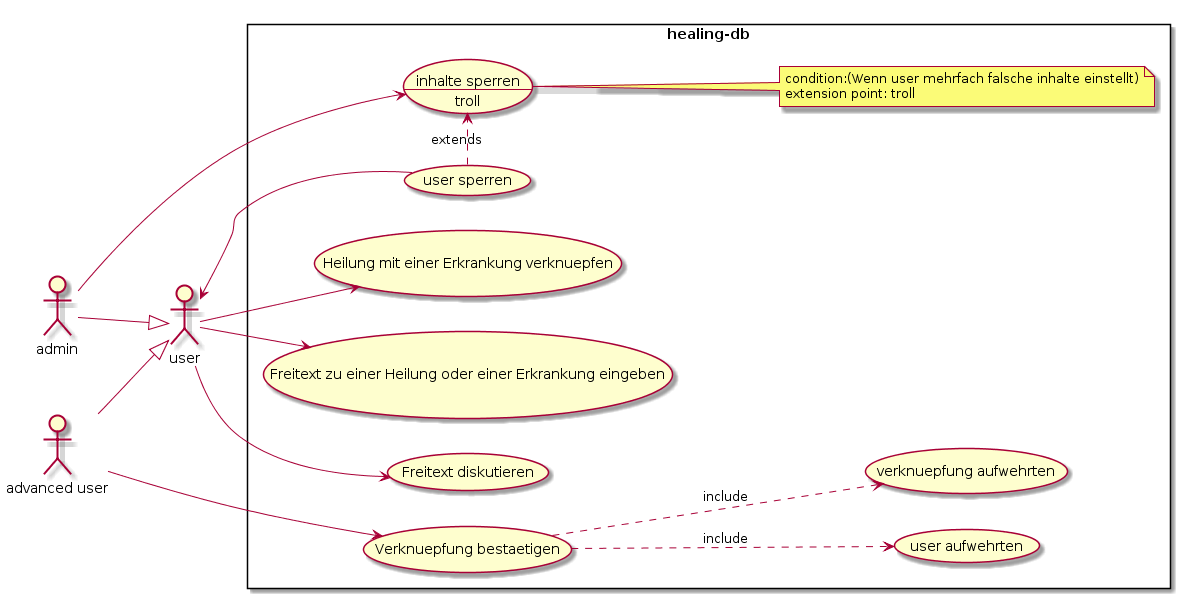 healing-db
inhalte sperren
troll
condition:(Wenn user mehrfach falsche inhalte einstellt)
extension point: troll
extends
user sperren
Heilung mit einer Erkrankung verknuepfen
admin
user
Freitext zu einer Heilung oder einer Erkrankung eingeben
advanced user
Freitext diskutieren
verknuepfung aufwehrten
include
include
Verknuepfung bestaetigen
user aufwehrten